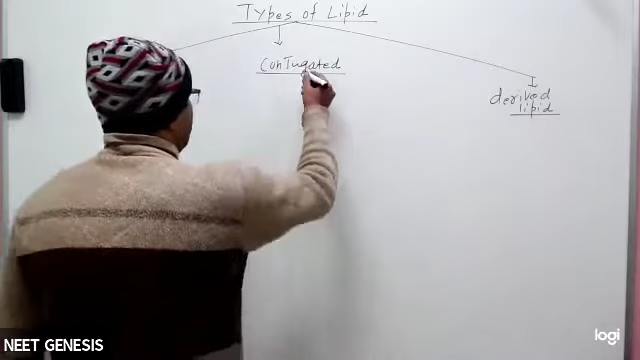 Types of Lipid
ConJugated
derived
lipid
NEET GENESIS
logi